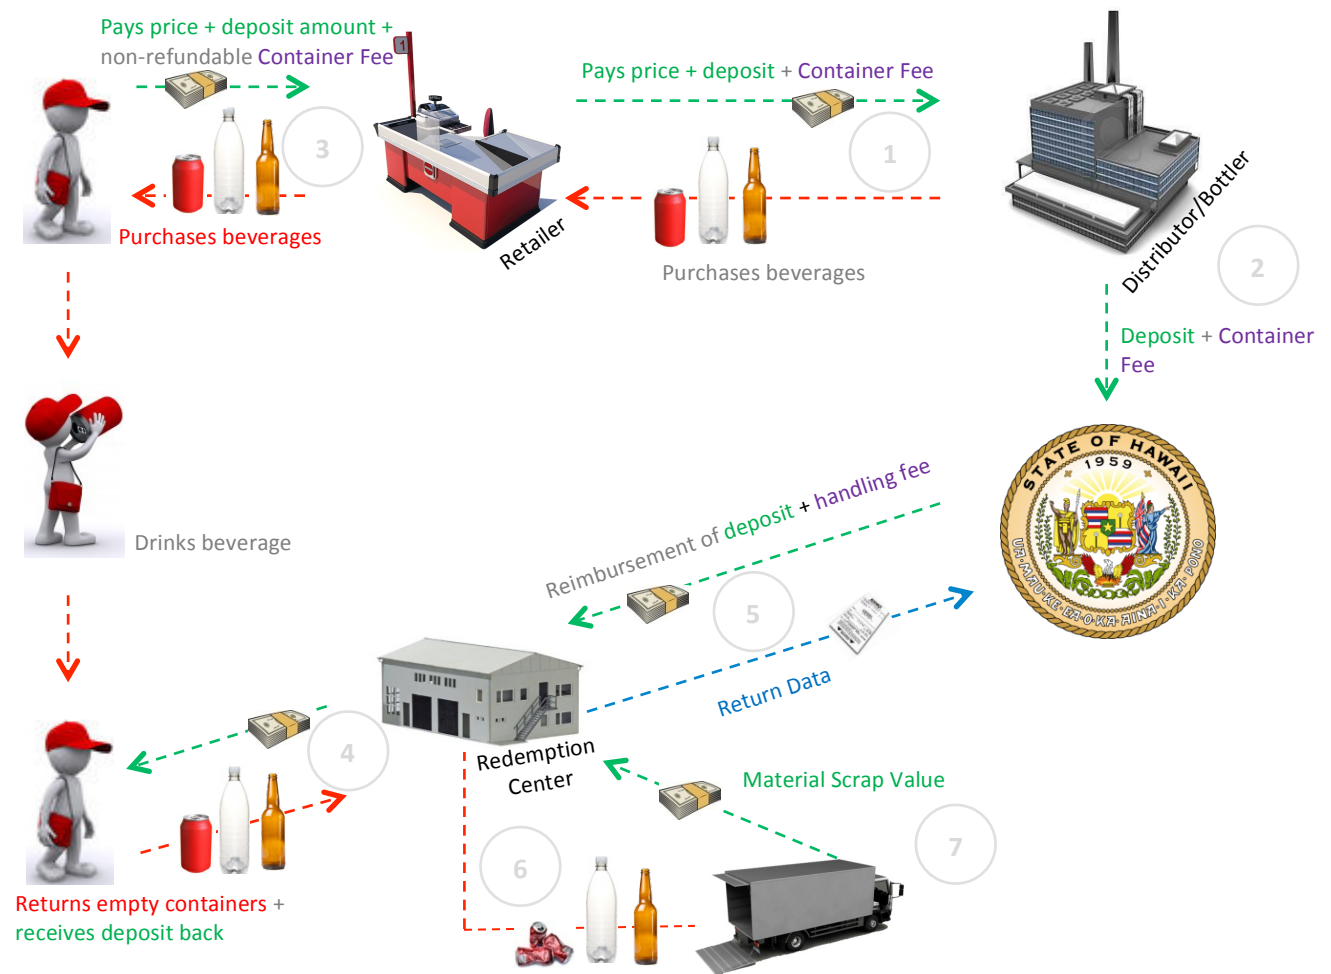 Pays price + deposit amount +
non-refundable Container Fee
1
3
Purchases beverages
Retailer
Pays price + deposit + Container Fee
1
Purchases beverages
Distributor/Bottler
2
Deposit + Container
Fee
STATE OF HAWAII
1959
UA·MAU·KE·EA·O·KA·AINA·I·KA·PONO
Drinks beverage
Reimbursement of deposit + handling fee
5
Return Data
Redemption
Center
4
Returns empty containers +
receives deposit back
6
Material Scrap Value
7